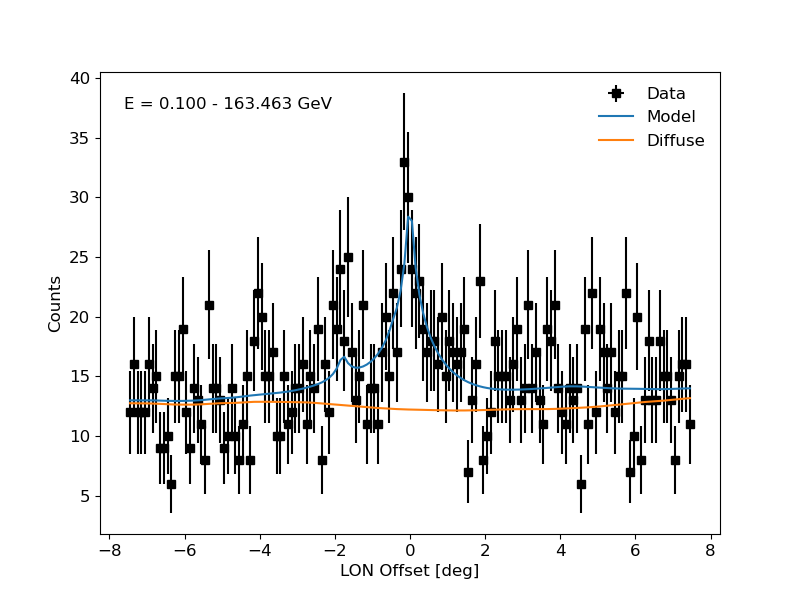 E = 0.100 - 163.463 GeV
Data
Model
Diffuse
40
35
30
25
20
15
10
5
Counts
−8 −6 −4 −2 0 2 4 6 8
LON Offset [deg]